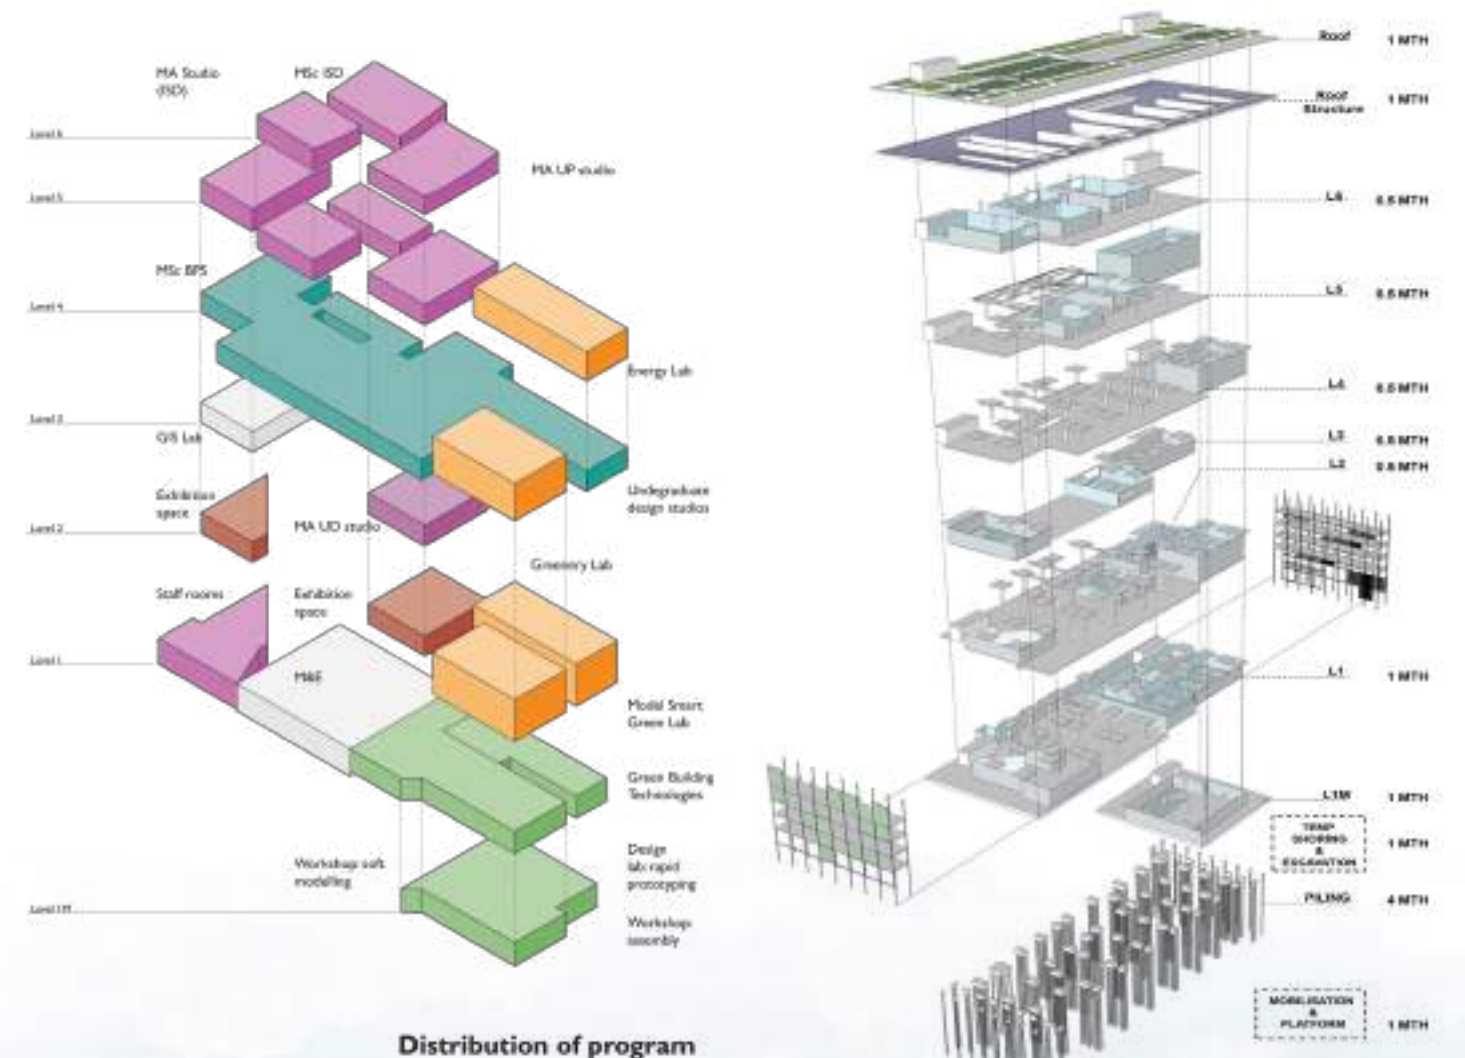 MA Studio
(ISD)
MSc ISD
Level 6
MA UP studio
Level 5
MSc BPS
Level 4
Energy Lab
Level 3
GIS Lab
Exhibition
space
Undegraduate
design studios
Level 2
MA UD studio
Greenery Lab
Staff rooms
Exhibition
space
Level 1
M&E
Model Smart
Green Lab
Green Building
Technologies
Workshop: soft
modelling
Design
lab: rapid
prototyping
Level 1M
Workshop:
assembly
Distribution of program
Roof 1 MTH
Roof
Structure 1 MTH
L6 0.5 MTH
L5 0.5 MTH
L4 0.5 MTH
L3 0.5 MTH
L2 0.5 MTH
L1 1 MTH
L1M 1 MTH
TEMP
SHORING
&
EXCAVATION
1 MTH
PILING 4 MTH
MOBILISATION
&
PLATFORM
1 MTH